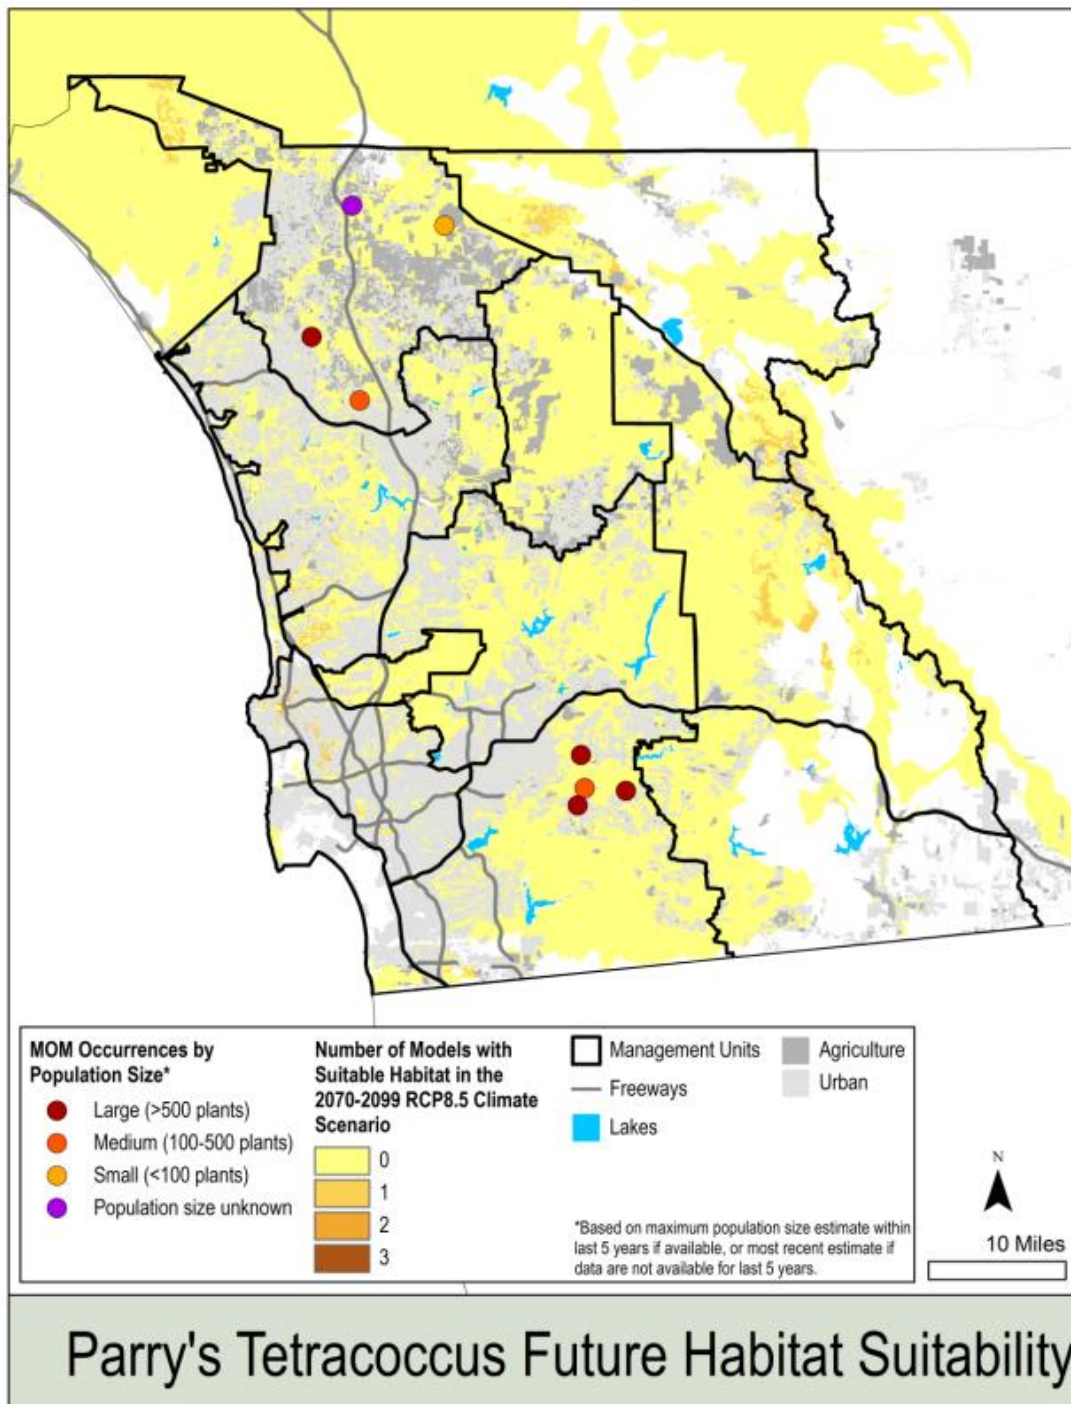 MOM Occurrences by
Population Size*
Large (>500 plants)
Medium (100-500 plants)
Small (<100 plants)
Population size unknown
Number of Models with
Suitable Habitat in the
2070-2099 RCP8.5 Climate
Scenario
0
1
2
3
Management Units
Freeways
Lakes
Agriculture
Urban
*Based on maximum population size estimate within
last 5 years if available, or most recent estimate if
data are not available for last 5 years.
N
10 Miles
Parry's Tetracoccus Future Habitat Suitability